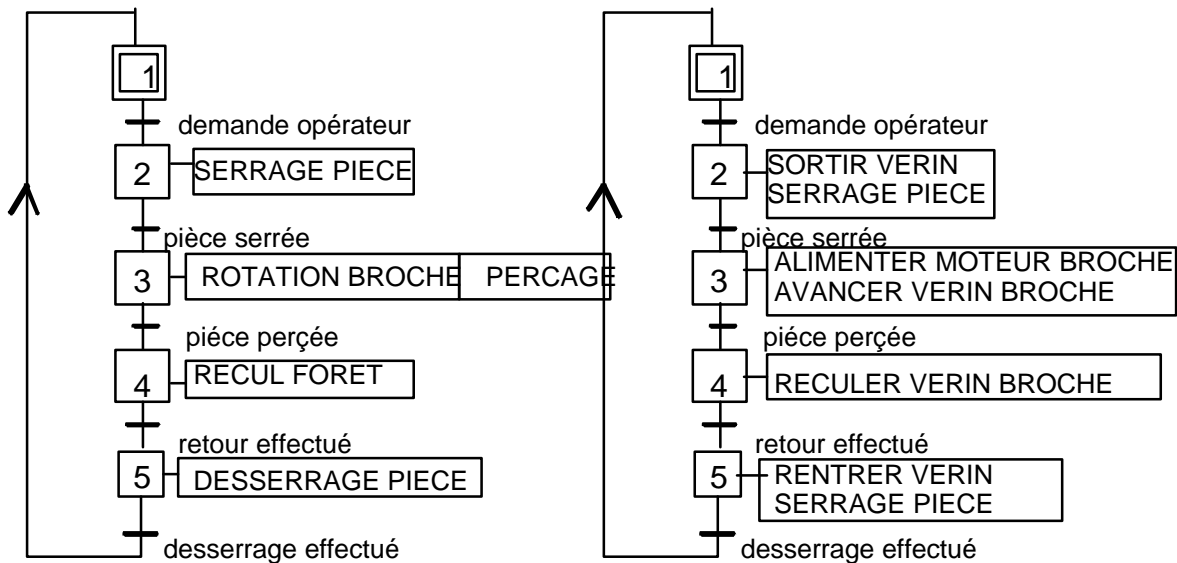 1
demande opérateur
2
SERRAGE PIECE
pièce serrée
3
ROTATION BROCHE PERCAGE
piéce perçée
4
RECUL FORET
retour effectué
5
DESSERRAGE PIECE
desserrage effectué
1
demande opérateur
2
SORTIR VERIN
SERRAGE PIECE
pièce serrée
3
ALIMENTER MOTEUR BROCHE
AVANCER VERIN BROCHE
piéce perçée
4
RECULER VERIN BROCHE
retour effectué
5
RENTRER VERIN
SERRAGE PIECE
desserrage effectué